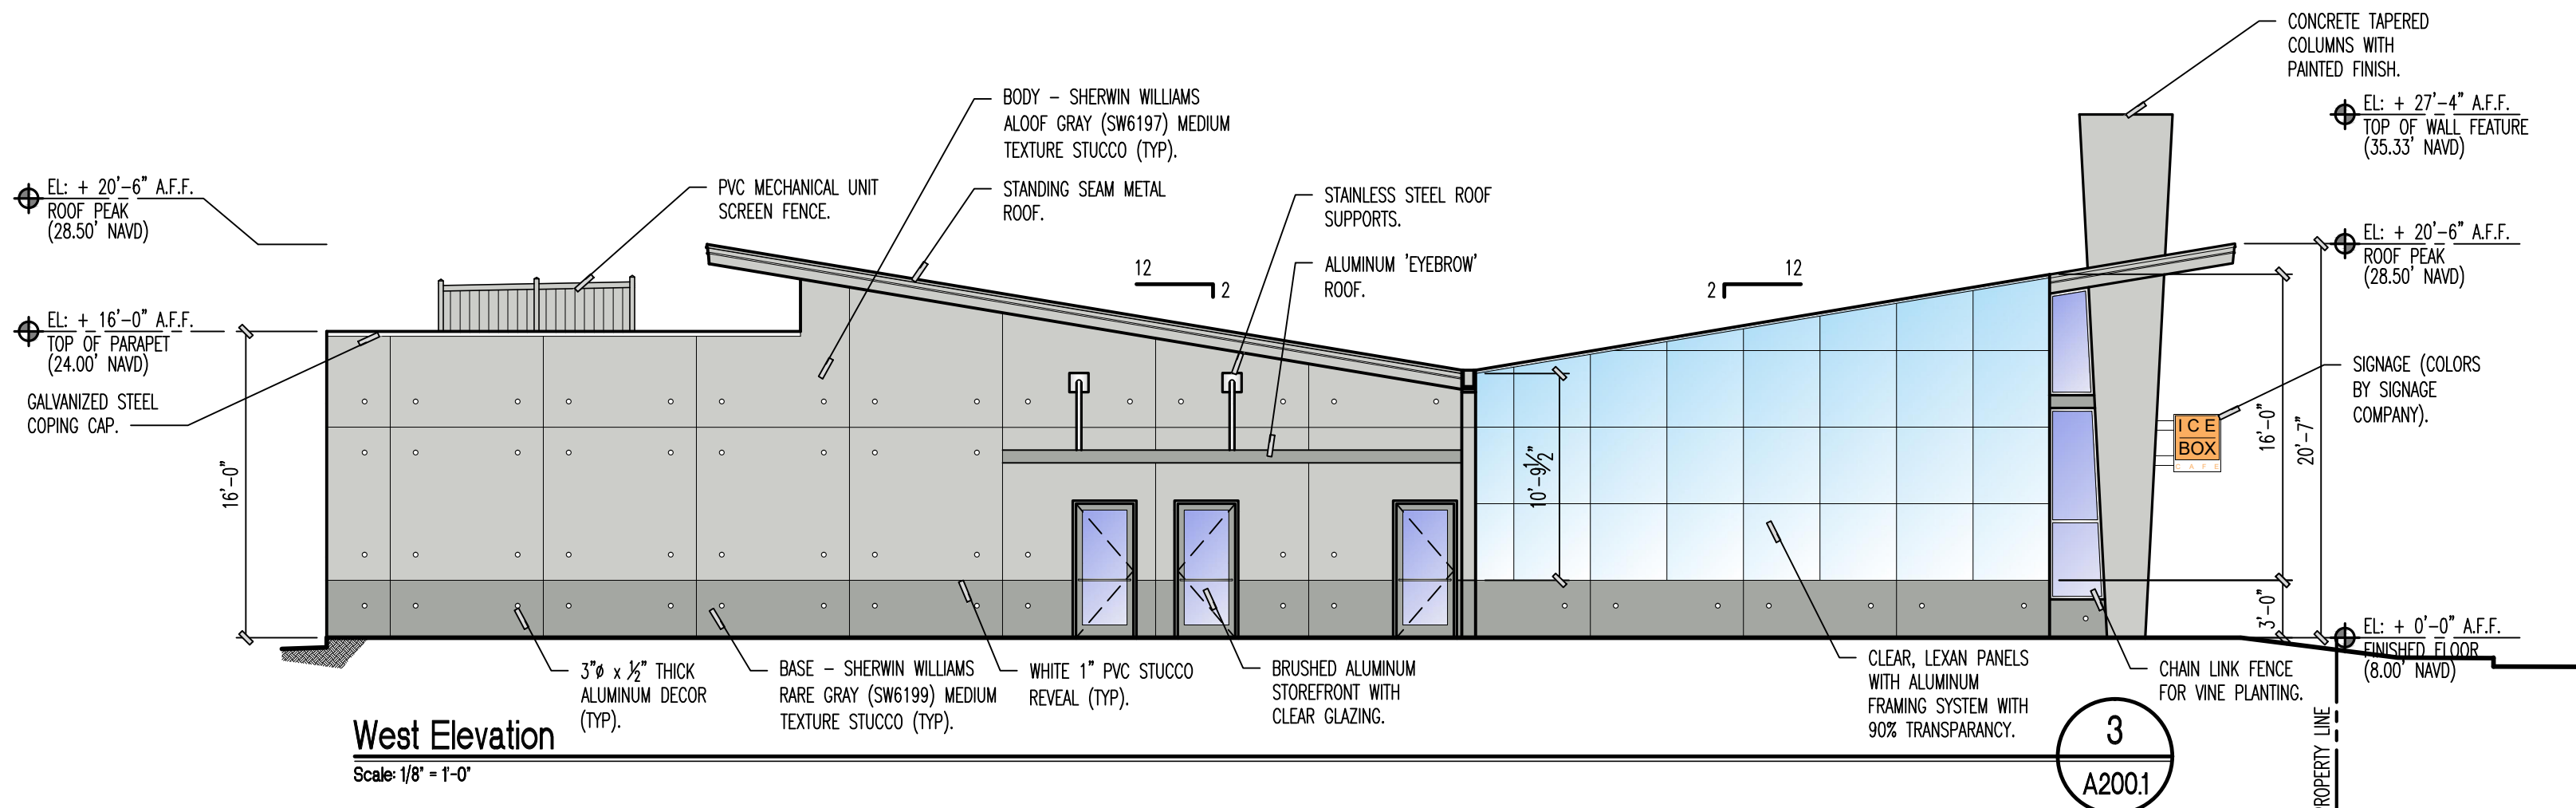 CONCRETE TAPERED
COLUMNS WITH
PAINTED FINISH.
EL: + 27'-4" A.F.F.
TOP OF WALL FEATURE
(35.33' NAVD)
BODY – SHERWIN WILLIAMS
ALOOF GRAY (SW6197) MEDIUM
TEXTURE STUCCO (TYP).
EL: + 20'-6" A.F.F.
ROOF PEAK
(28.50' NAVD)
PVC MECHANICAL UNIT
SCREEN FENCE.
STANDING SEAM METAL
ROOF.
STAINLESS STEEL ROOF
SUPPORTS.
ALUMINUM 'EYEBROW'
ROOF.
12
2
12
2
EL: + 20'-6" A.F.F.
ROOF PEAK
(28.50' NAVD)
EL: + 16'-0" A.F.F.
TOP OF PARAPET
(24.00' NAVD)
GALVANIZED STEEL
COPING CAP.
SIGNAGE (COLORS
BY SIGNAGE
COMPANY).
ICE
BOX
CAFE
16'-0"
10'-9½"
16'-0"
20'-7"
3'-0"
EL: + 0'-0" A.F.F.
FINISHED FLOOR
(8.00' NAVD)
3"ø x ½" THICK
ALUMINUM DECOR
(TYP).
BASE – SHERWIN WILLIAMS
RARE GRAY (SW6199) MEDIUM
TEXTURE STUCCO (TYP).
WHITE 1" PVC STUCCO
REVEAL (TYP).
BRUSHED ALUMINUM
STOREFRONT WITH
CLEAR GLAZING.
CLEAR, LEXAN PANELS
WITH ALUMINUM
FRAMING SYSTEM WITH
90% TRANSPARANCY.
CHAIN LINK FENCE
FOR VINE PLANTING.
PROPERTY LINE
West Elevation
Scale: 1/8" = 1'-0"
3
A200.1